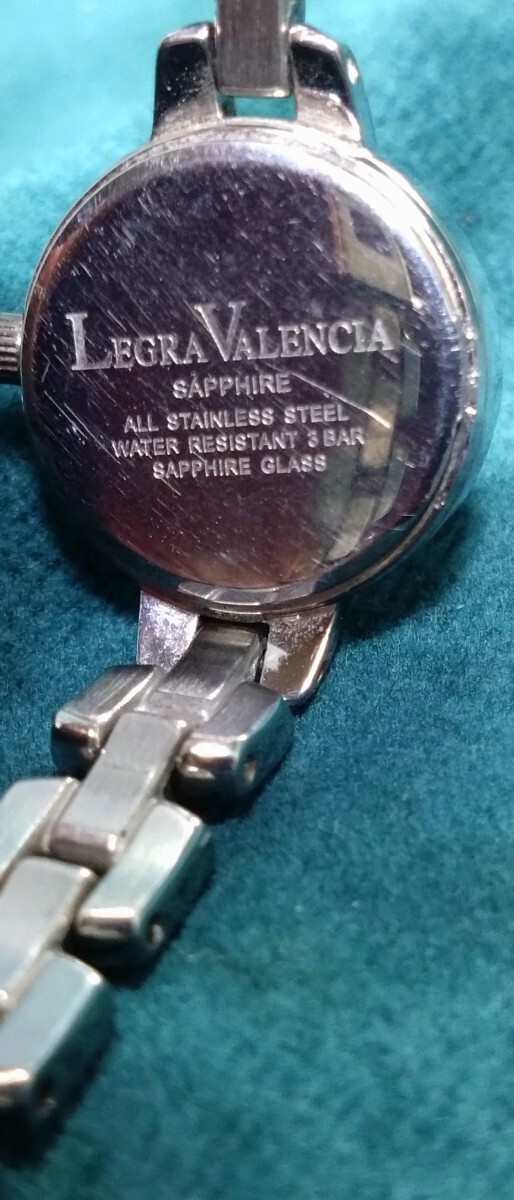 LEGRA VALENCIA
SAPPHIRE
ALL STAINLESS STEEL
WATER RESISTANT 3 BAR
SAPPHIRE GLASS